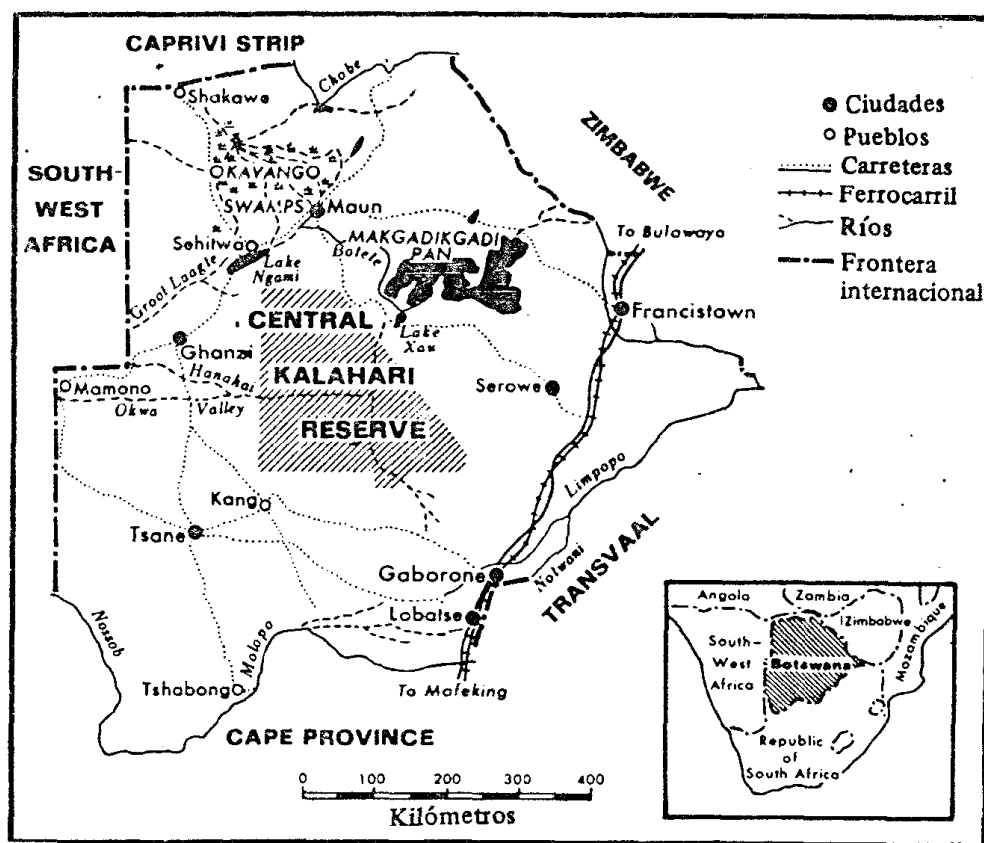 CAPRIVI STRIP
Chobe
Shakawe
ZIMBABWE
SOUTH-
WEST
AFRICA
OKAVANGO
SWAMPS
Maun
Sehitwa
Lake
Ngami
Groot Laagte
Botete
MAKGADIKGADI
PAN
To Bulawayo
Francistown
CENTRAL
KALAHARI
RESERVE
Lake
Xau
Ghanzi
Hanahai
Mamono
Okwa
Valley
Serowe
Limpopo
Kang
Tsane
Gaborone
Notwani
TRANSVAAL
Lobatse
Nossob
Molopo
Tshabong
To Mafeking
CAPE PROVINCE
0 100 200 300 400
Kilómetros
Ciudades
Pueblos
Carreteras
Ferrocarril
Ríos
Frontera
internacional
Angola
Zambia
Zimbabwe
Mozambique
South-
West
Africa
Botswana
Republic
of
South Africa